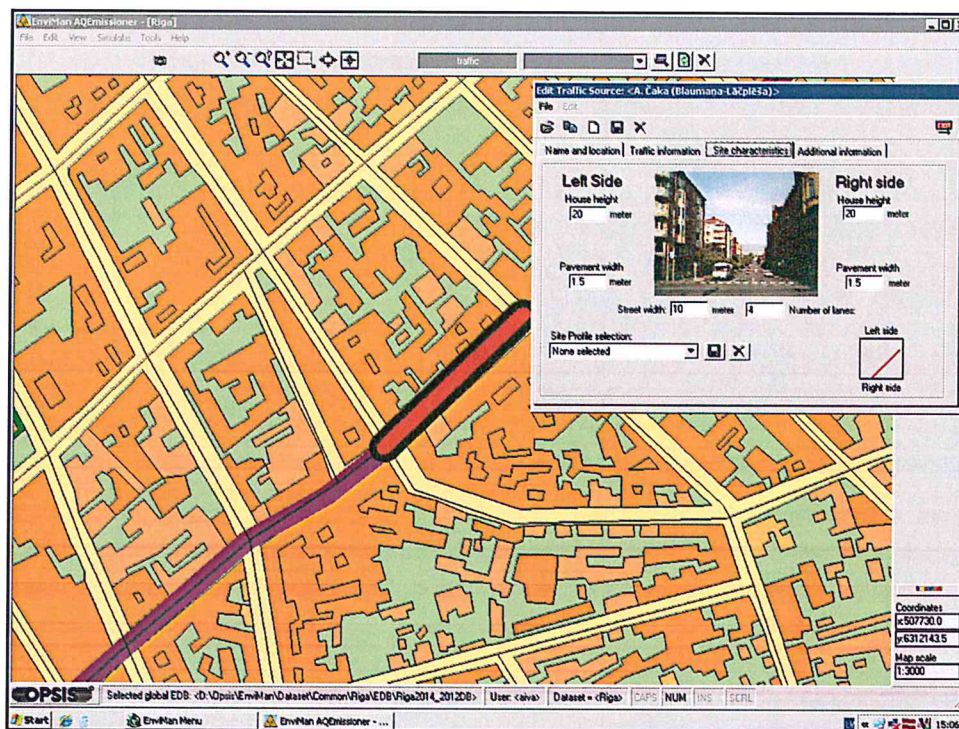 EnviMan AQEmissioner - [Riga]
File Edit View Simulate Tools Help
traffic
Edit Traffic Source: <A. Čaka (Blaumaņa-Lāčplēša)>
File Edit
EXIT
Name and location Traffic information Site characteristics Additional information
Left Side
Right side
House height
House height
20 meter
20 meter
Pavement width
Pavement width
1.5 meter
1.5 meter
Street width: 10 meter 4 Number of lanes:
Site Profile selection:
None selected
Left side
Right side
Coordinates
x:507730.0
y:6312143.5
Map scale
1:3000
OPSIS Selected global EDB: <D:\Opsis\EnviMan\Dataset\Common\Riga\EDB\Riga2014_2012DB> User: <aiva> Dataset = <Riga> CAPS NUM INS SCRL
Start EnviMan Menu EnviMan AQEmissioner - ... 15:06